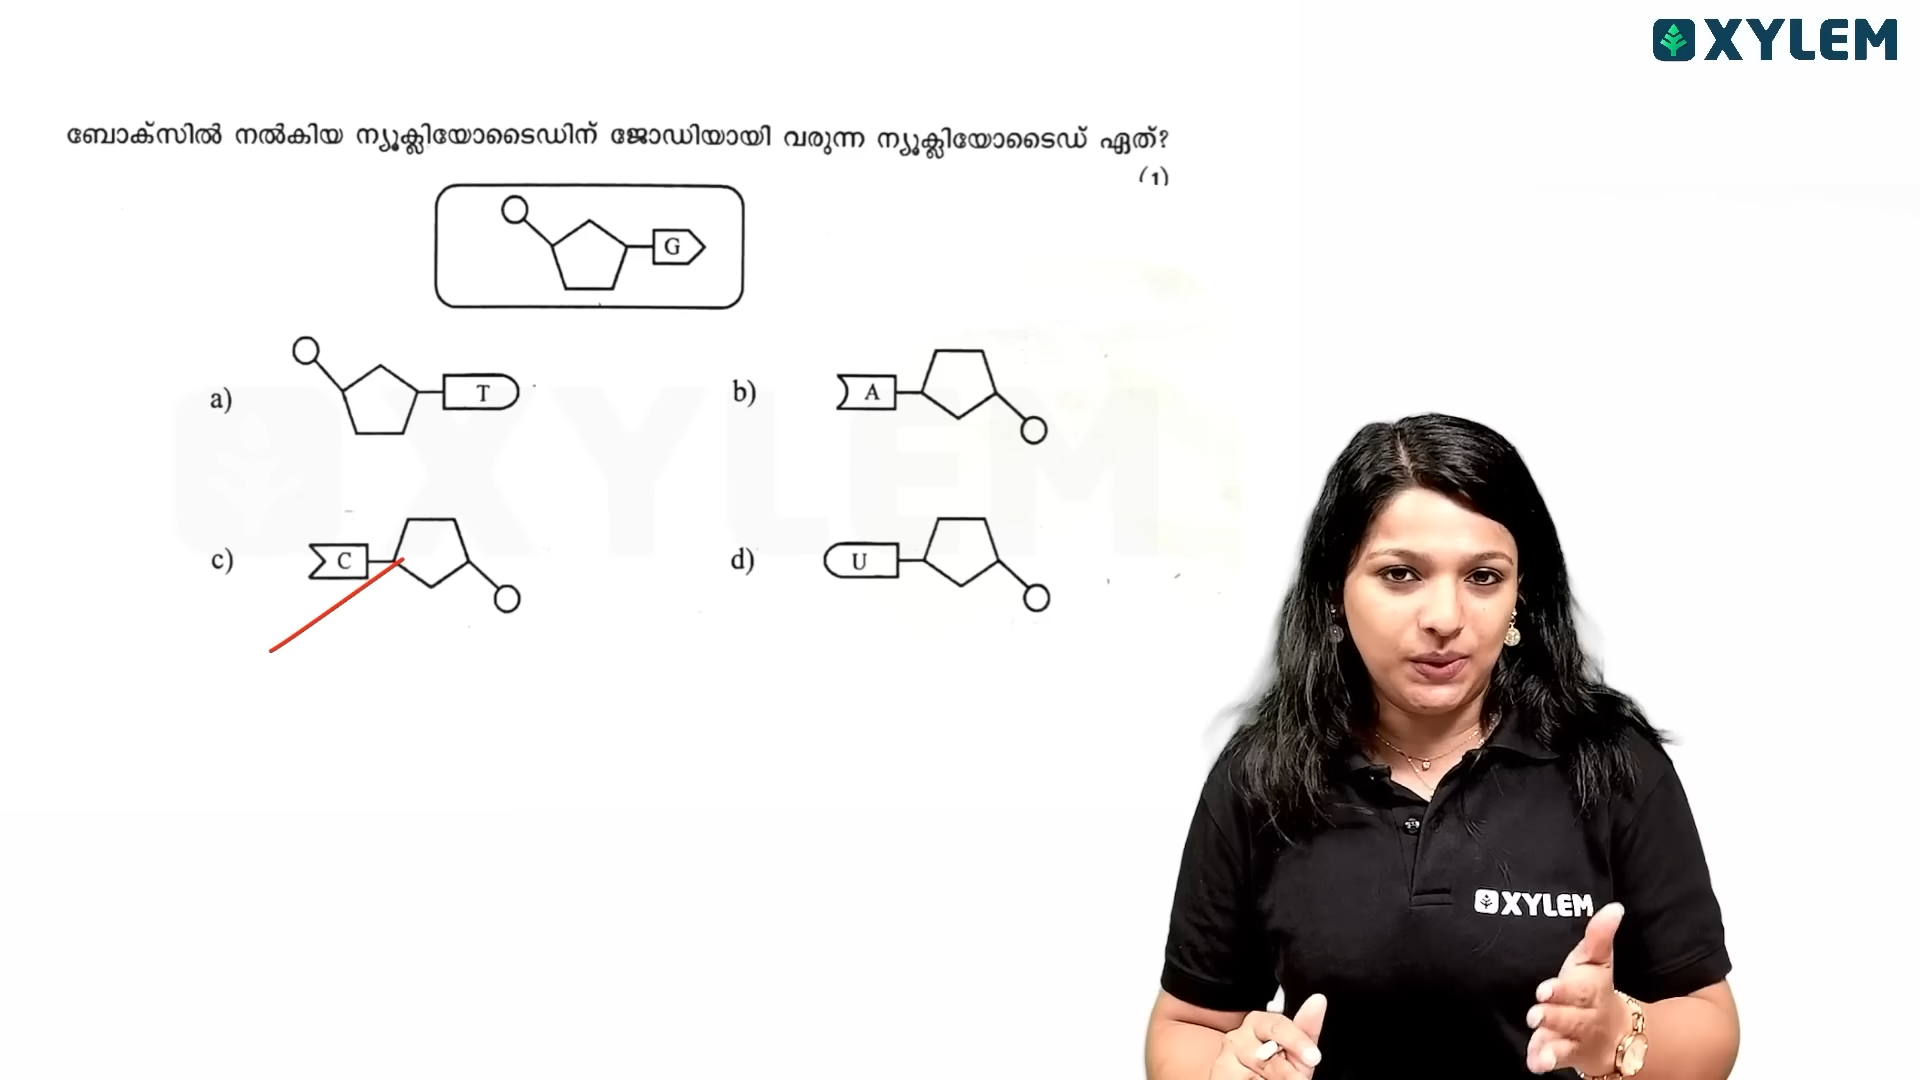 XYLEM
ബോക്സിൽ നൽകിയ ന്യൂക്ലിയോടൈഡിന് ജോഡിയായി വരുന്ന ന്യൂക്ലിയോടൈഡ് ഏത്?
(1)
G
a) T
b) A
c) C
d) U
XYLEM
XYLEM